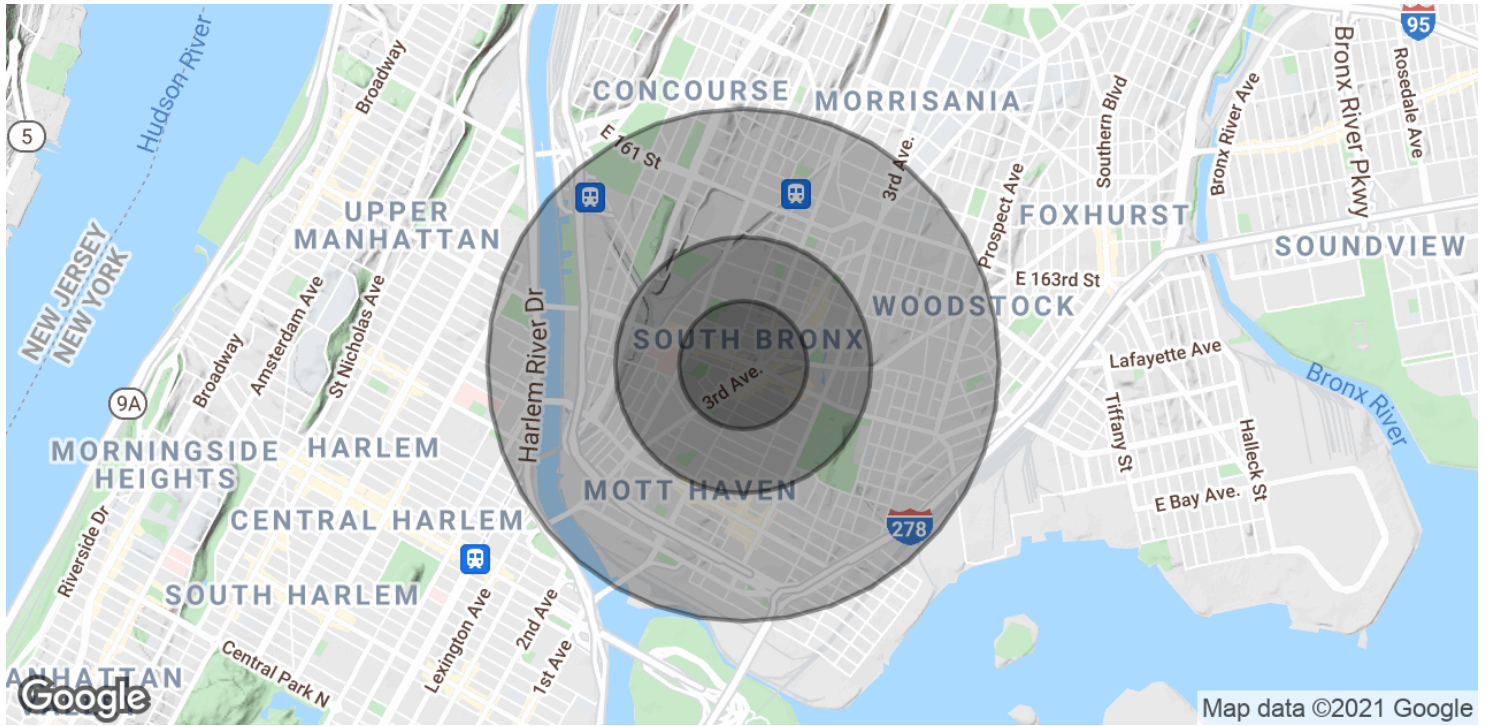 95
Hudson-River
Broadway
CONCOURSE
MORRISANIA
Bronx River Pkwy
Rosedale Ave
5
E 161 St
3rd Ave.
Southern Blvd
Bronx River Ave
Prospect Ave
UPPER
MANHATTAN
FOXHURST
SOUNDVIEW
NEW JERSEY
NEW YORK
Amsterdam Ave
St Nicholas Ave
Harlem River Dr
E 163rd St
WOODSTOCK
SOUTH BRONX
3rd Ave.
Lafayette Ave
Bronx River
Broadway
9A
MORNINGSIDE
HEIGHTS
HARLEM
Tiffany St
Halleck St
MOTT HAVEN
E Bay Ave.
CENTRAL HARLEM
278
Riverside Dr
SOUTH HARLEM
Lexington Ave
2nd Ave
1st Ave
Central Park N
ANHATTAN
Google
Map data ©2021 Google